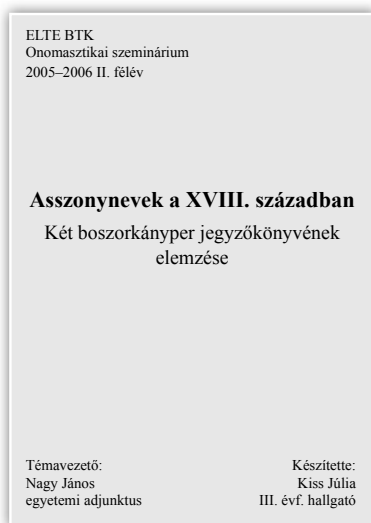 ELTE BTK
Onomasztikai szeminárium
2005–2006 II. félév
Asszonynevek a XVIII. században
Két boszorkányper jegyzőkönyvének
elemzése
Témavezető:
Nagy János
egyetemi adjunktus
Készítette:
Kiss Júlia
III. évf. hallgató